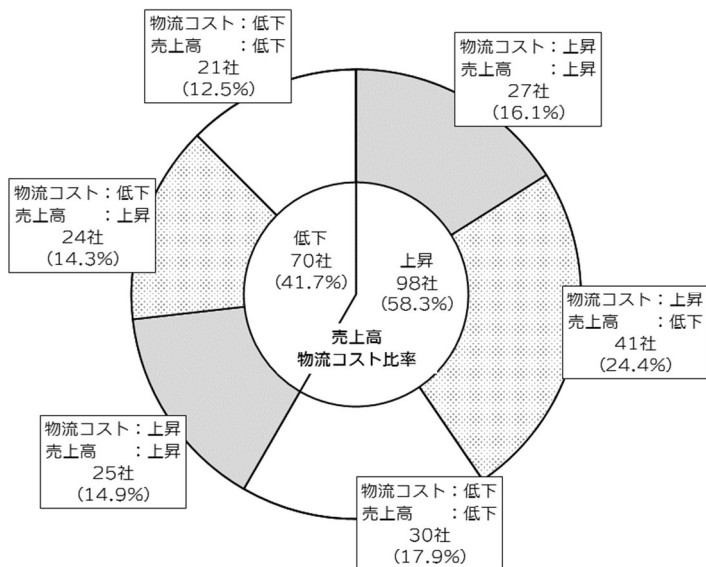 物流コスト：低下
売上高　　：低下
21社
(12.5%)
物流コスト：上昇
売上高　　：上昇
27社
(16.1%)
物流コスト：低下
売上高　　：上昇
24社
(14.3%)
低下
70社
(41.7%)
上昇
98社
(58.3%)
売上高
物流コスト比率
物流コスト：上昇
売上高　　：低下
41社
(24.4%)
物流コスト：上昇
売上高　　：上昇
25社
(14.9%)
物流コスト：低下
売上高　　：低下
30社
(17.9%)